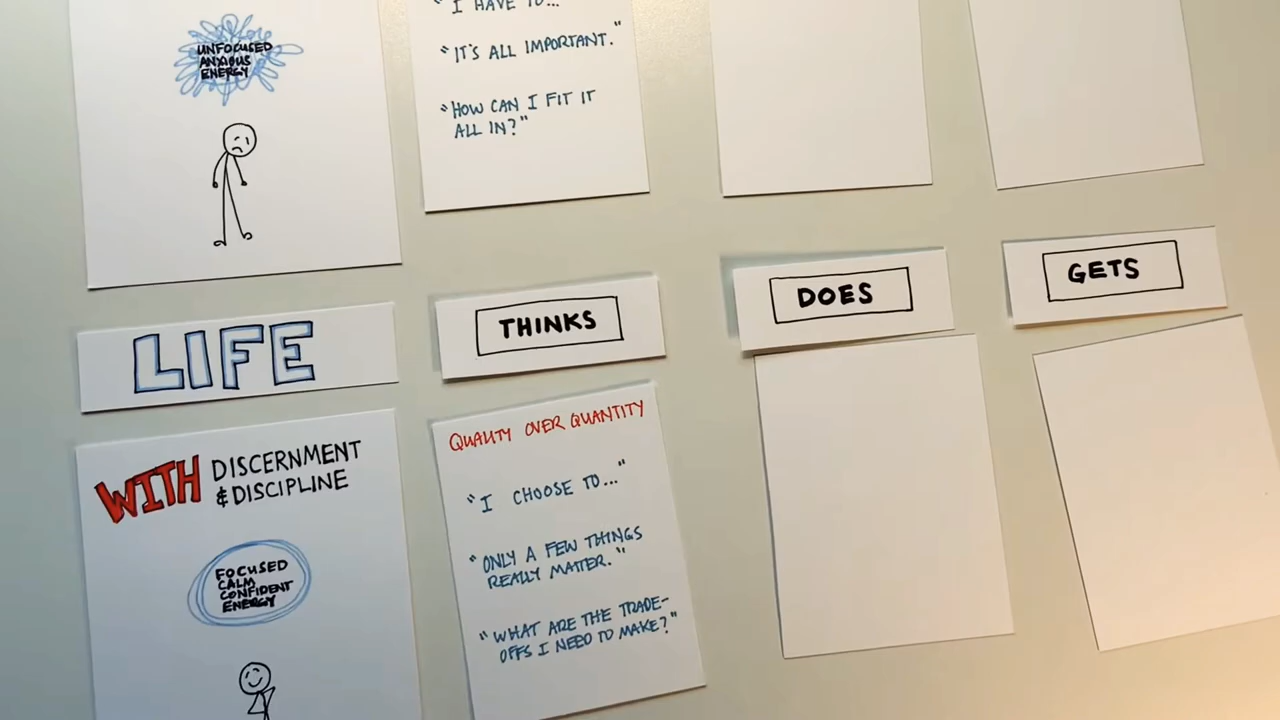 UNFOCUSED
ANXIOUS
ENERGY
"I HAVE TO...
"IT'S ALL IMPORTANT."
"HOW CAN I FIT IT
ALL IN?"
LIFE
THINKS
DOES
GETS
WITH DISCERNMENT
& DISCIPLINE
FOCUSED
CALM
CONFIDENT
ENERGY
QUALITY OVER QUANTITY
"I CHOOSE TO..."
"ONLY A FEW THINGS
REALLY MATTER."
"WHAT ARE THE TRADE-
OFFS I NEED TO MAKE?"